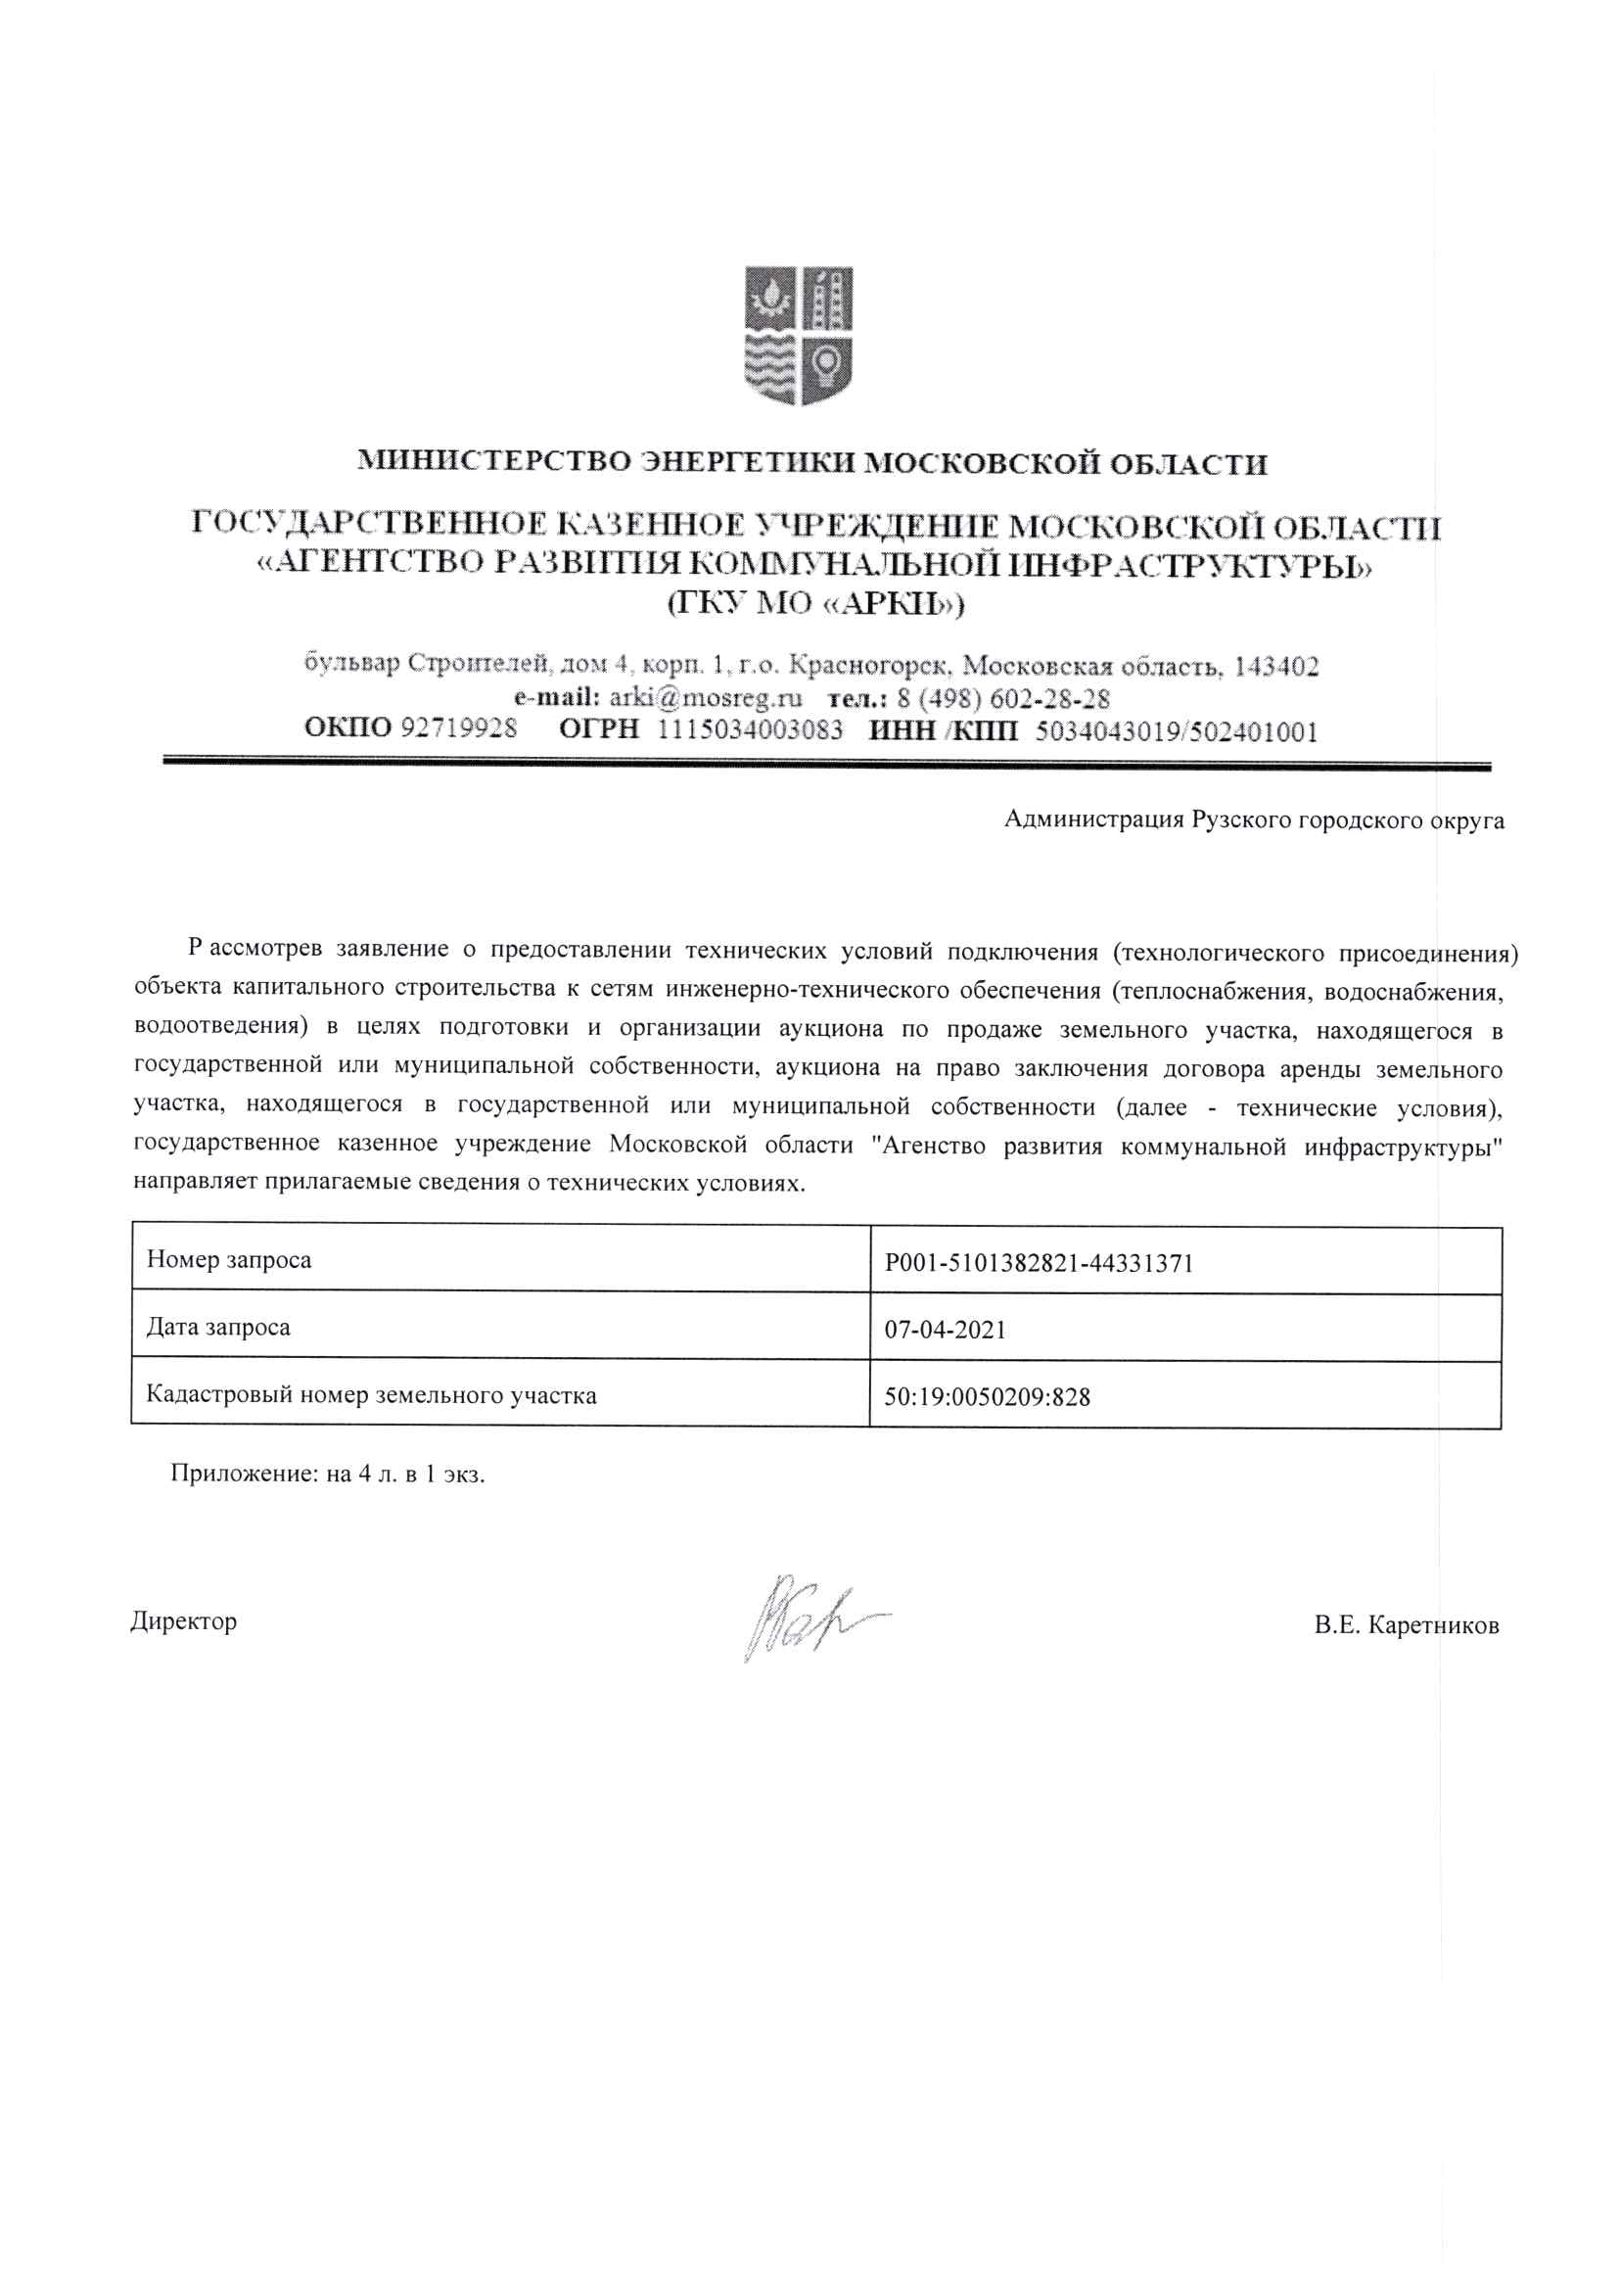 МИНИСТЕРСТВО ЭНЕРГЕТИКИ МОСКОВСКОЙ ОБЛАСТИ
ГОСУДАРСТВЕННОЕ КАЗЕННОЕ УЧРЕЖДЕНИЕ МОСКОВСКОЙ ОБЛАСТИ
«АГЕНТСТВО РАЗВИТИЯ КОММУНАЛЬНОЙ ИНФРАСТРУКТУРЫ»
(ГКУ МО «АРКИ»)
бульвар Строителей, дом 4, корп. 1, г.о. Красногорск, Московская область, 143402
e-mail: arki@mosreg.ru тел.: 8 (498) 602-28-28
ОКПО 92719928 ОГРН 1115034003083 ИНН /КПП 5034043019/502401001
Администрация Рузского городского округа
Р ассмотрев заявление о предоставлении технических условий подключения (технологического присоединения)
объекта капитального строительства к сетям инженерно-технического обеспечения (теплоснабжения, водоснабжения,
водоотведения) в целях подготовки и организации аукциона по продаже земельного участка, находящегося в
государственной или муниципальной собственности, аукциона на право заключения договора аренды земельного
участка, находящегося в государственной или муниципальной собственности (далее - технические условия),
государственное казенное учреждение Московской области "Агенство развития коммунальной инфраструктуры"
направляет прилагаемые сведения о технических условиях.
Номер запроса P001-5101382821-44331371
Дата запроса 07-04-2021
Кадастровый номер земельного участка 50:19:0050209:828
Приложение: на 4 л. в 1 экз.
Директор В.Е. Каретников